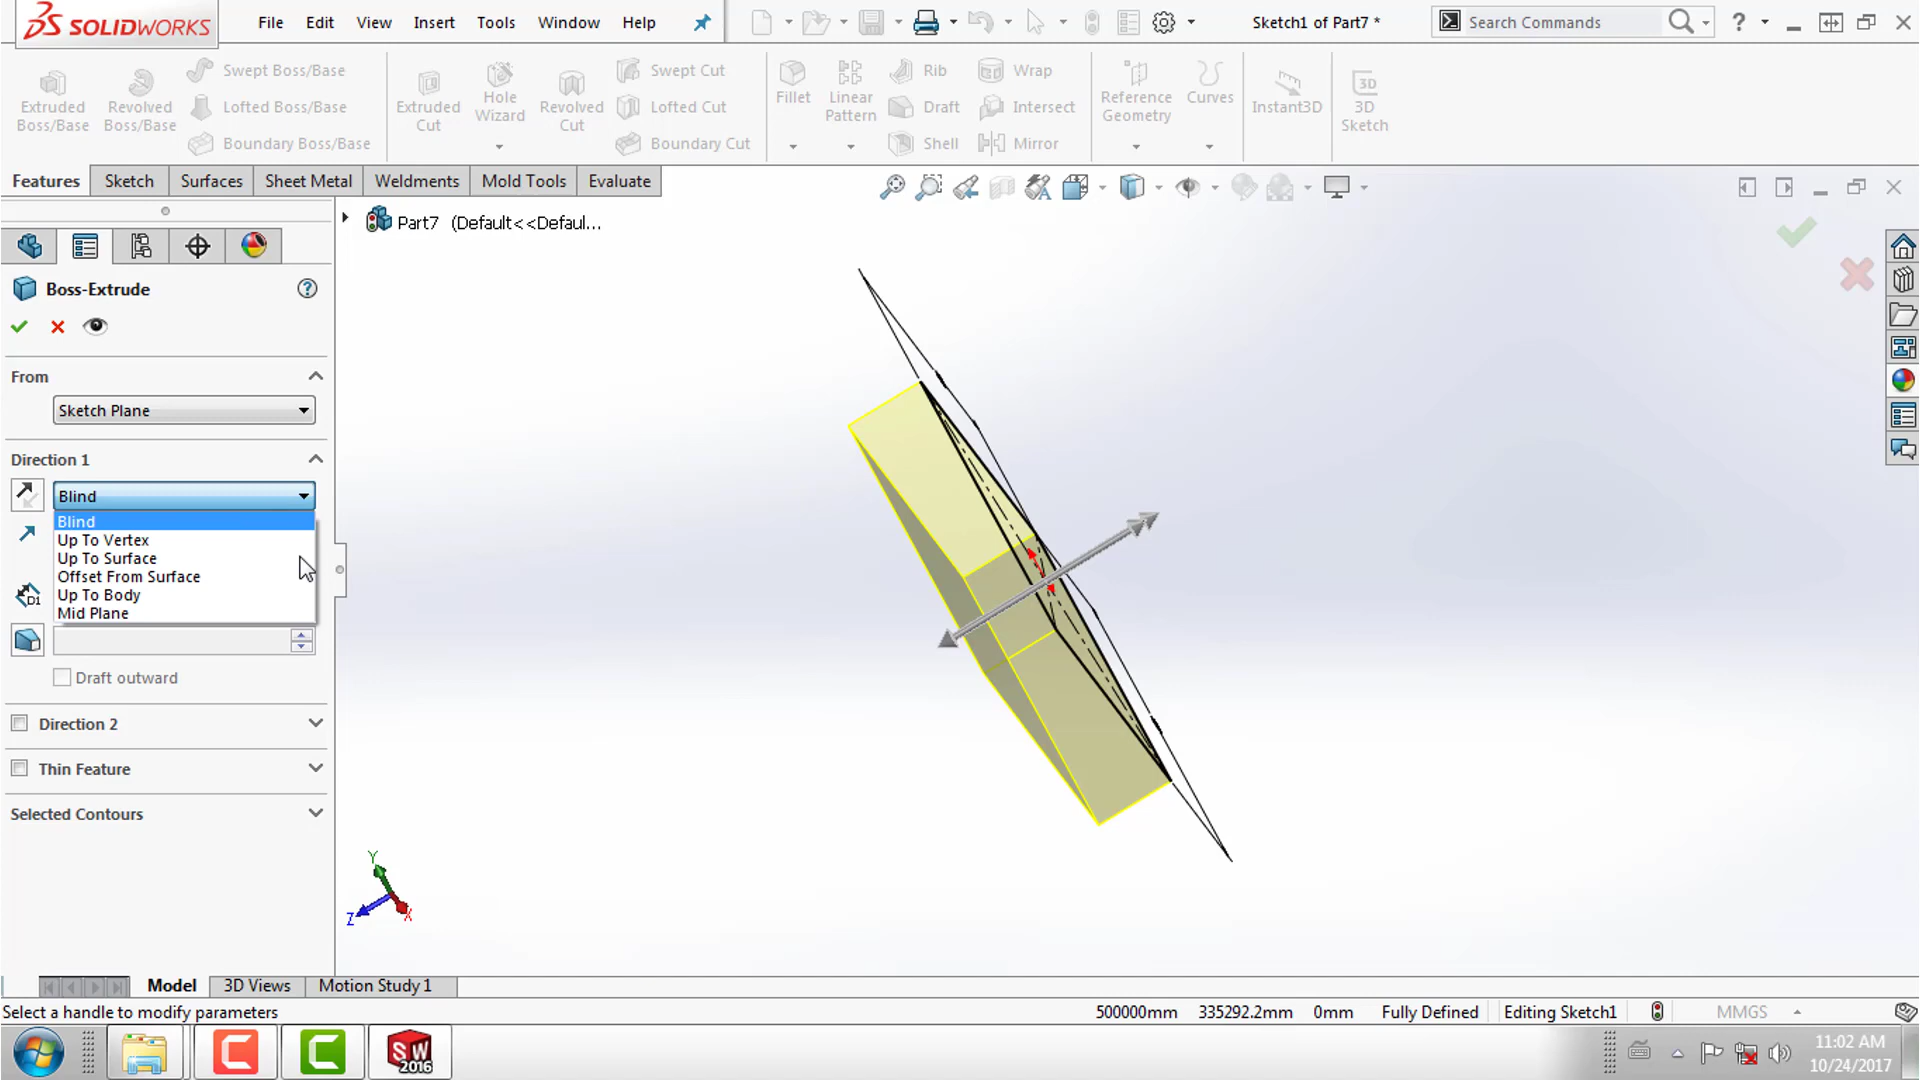 SOLIDWORKS
File Edit View Insert Tools Window Help
Sketch1 of Part7 *
Search Commands
?
Extruded Boss/Base
Revolved Boss/Base
Swept Boss/Base
Lofted Boss/Base
Boundary Boss/Base
Extruded Cut
Hole Wizard
Revolved Cut
Swept Cut
Lofted Cut
Boundary Cut
Fillet
Linear Pattern
Rib
Draft
Shell
Wrap
Intersect
Mirror
Reference Geometry
Curves
Instant3D
3D Sketch
Features Sketch Surfaces Sheet Metal Weldments Mold Tools Evaluate
Part7 (Default<<Defaul...
Boss-Extrude
?
From
Sketch Plane
Direction 1
Blind
Blind
Up To Vertex
Up To Surface
Offset From Surface
Up To Body
Mid Plane
D1
Draft outward
Direction 2
Thin Feature
Selected Contours
Y
Z
X
Model 3D Views Motion Study 1
Select a handle to modify parameters
500000mm 335292.2mm 0mm Fully Defined Editing Sketch1 MMGS
SW
2016
11:02 AM
10/24/2017